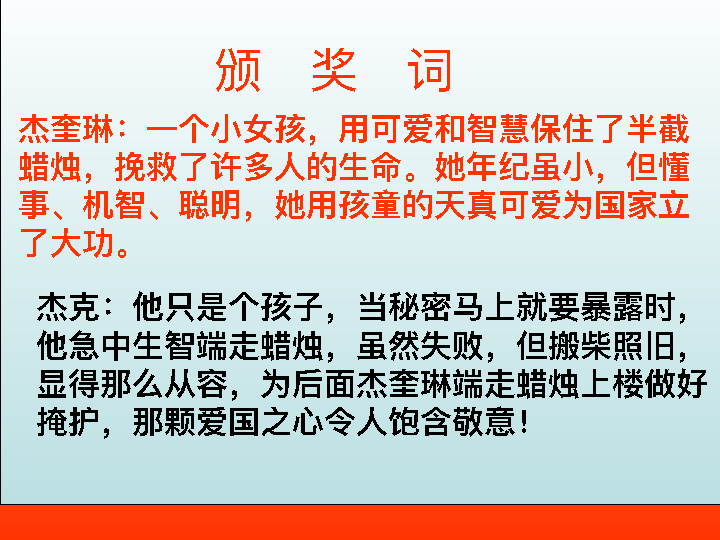 颁 奖 词
杰奎琳：一个小女孩，用可爱和智慧保住了半截
蜡烛，挽救了许多人的生命。她年纪虽小，但懂
事、机智、聪明，她用孩童的天真可爱为国家立
了大功。
杰克：他只是个孩子，当秘密马上就要暴露时，
他急中生智端走蜡烛，虽然失败，但搬柴照旧，
显得那么从容，为后面杰奎琳端走蜡烛上楼做好
掩护，那颗爱国之心令人饱含敬意！